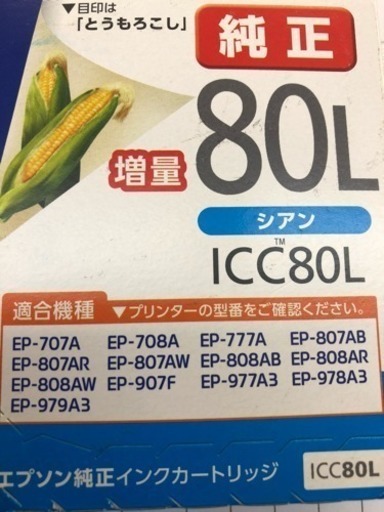 ▼目印は
「とうもろこし」
純正
増量
80L
シアン
ICC80L
TM
適合機種
▼プリンターの型番をご確認ください。
EP-707A EP-708A EP-777A EP-807AB
EP-807AR EP-807AW EP-808AB EP-808AR
EP-808AW EP-907F EP-977A3 EP-978A3
EP-979A3
エプソン純正インクカートリッジ
ICC80L